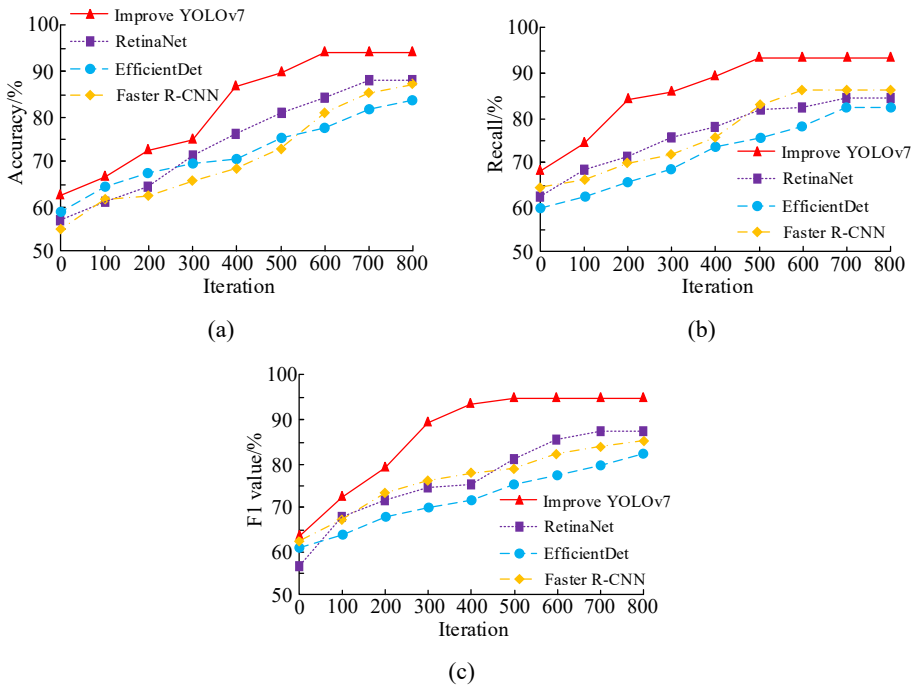 100
90
80
70
60
50
Accuracy/%
Improve YOLOv7
RetinaNet
EfficientDet
Faster R-CNN
0 100 200 300 400 500 600 700 800
Iteration
(a)
100
90
80
70
60
50
Recall/%
Improve YOLOv7
RetinaNet
EfficientDet
Faster R-CNN
0 100 200 300 400 500 600 700 800
Iteration
(b)
100
90
80
70
60
50
F1 value/%
Improve YOLOv7
RetinaNet
EfficientDet
Faster R-CNN
0 100 200 300 400 500 600 700 800
Iteration
(c)